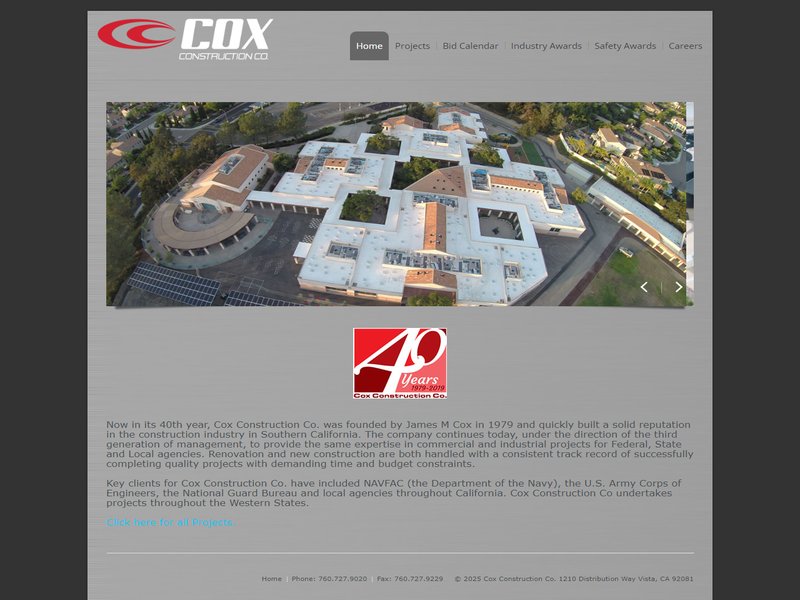 COX
CONSTRUCTION CO.
Home
Projects
Bid Calendar
Industry Awards
Safety Awards
Careers
40
Years
1979-2019
Cox Construction Co.
Now in its 40th year, Cox Construction Co. was founded by James M Cox in 1979 and quickly built a solid reputation
in the construction industry in Southern California. The company continues today, under the direction of the third
generation of management, to provide the same expertise in commercial and industrial projects for Federal, State
and Local agencies. Renovation and new construction are both handled with a consistent track record of successfully
completing quality projects with demanding time and budget constraints.
Key clients for Cox Construction Co. have included NAVFAC (the Department of the Navy), the U.S. Army Corps of
Engineers, the National Guard Bureau and local agencies throughout California. Cox Construction Co undertakes
projects throughout the Western States.
Click here for all Projects.
Home | Phone: 760.727.9020 | Fax: 760.727.9229 © 2025 Cox Construction Co. 1210 Distribution Way Vista, CA 92081